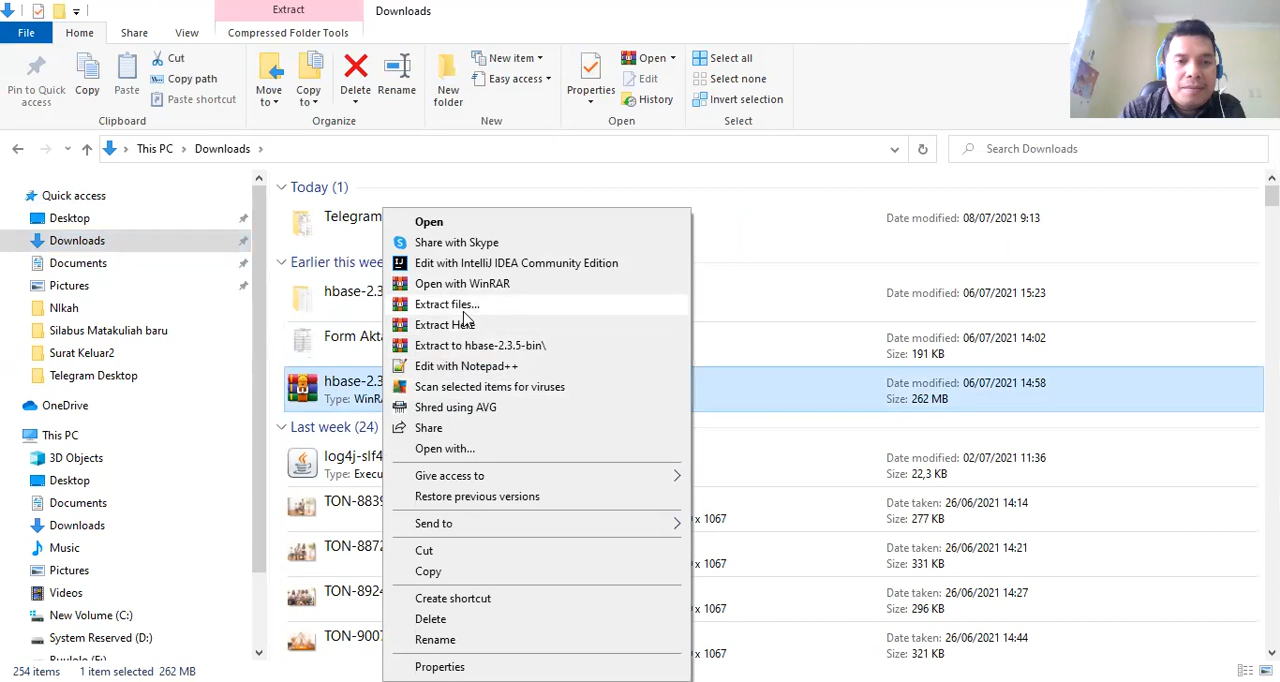 Extract
Downloads
File
Home
Share
View
Compressed Folder Tools
Pin to Quick access
Copy
Paste
Cut
Copy path
Paste shortcut
Clipboard
Move to
Copy to
Delete
Rename
Organize
New folder
New item
Easy access
New
Properties
Open
Edit
History
Open
Select all
Select none
Invert selection
Select
This PC
Downloads
Search Downloads
Quick access
Desktop
Downloads
Documents
Pictures
NIkah
Silabus Matakuliah baru
Surat Keluar2
Telegram Desktop
OneDrive
This PC
3D Objects
Desktop
Documents
Downloads
Music
Pictures
Videos
New Volume (C:)
System Reserved (D:)
Today (1)
Telegram
Date modified: 08/07/2021 9:13
Earlier this wee
hbase-2.3
Date modified: 06/07/2021 15:23
Form Akta
Date modified: 06/07/2021 14:02
Size: 191 KB
hbase-2.3
Type: WinRA
Date modified: 06/07/2021 14:58
Size: 262 MB
Last week (24)
log4j-slf4
Type: Execu
Date modified: 02/07/2021 11:36
Size: 22,3 KB
TON-8839
x 1067
Date taken: 26/06/2021 14:14
Size: 277 KB
TON-8872
x 1067
Date taken: 26/06/2021 14:21
Size: 331 KB
TON-8924
x 1067
Date taken: 26/06/2021 14:27
Size: 296 KB
TON-9007
x 1067
Date taken: 26/06/2021 14:44
Size: 321 KB
Open
Share with Skype
Edit with IntelliJ IDEA Community Edition
Open with WinRAR
Extract files...
Extract Here
Extract to hbase-2.3.5-bin\
Edit with Notepad++
Scan selected items for viruses
Shred using AVG
Share
Open with...
Give access to
Restore previous versions
Send to
Cut
Copy
Create shortcut
Delete
Rename
Properties
254 items
1 item selected 262 MB